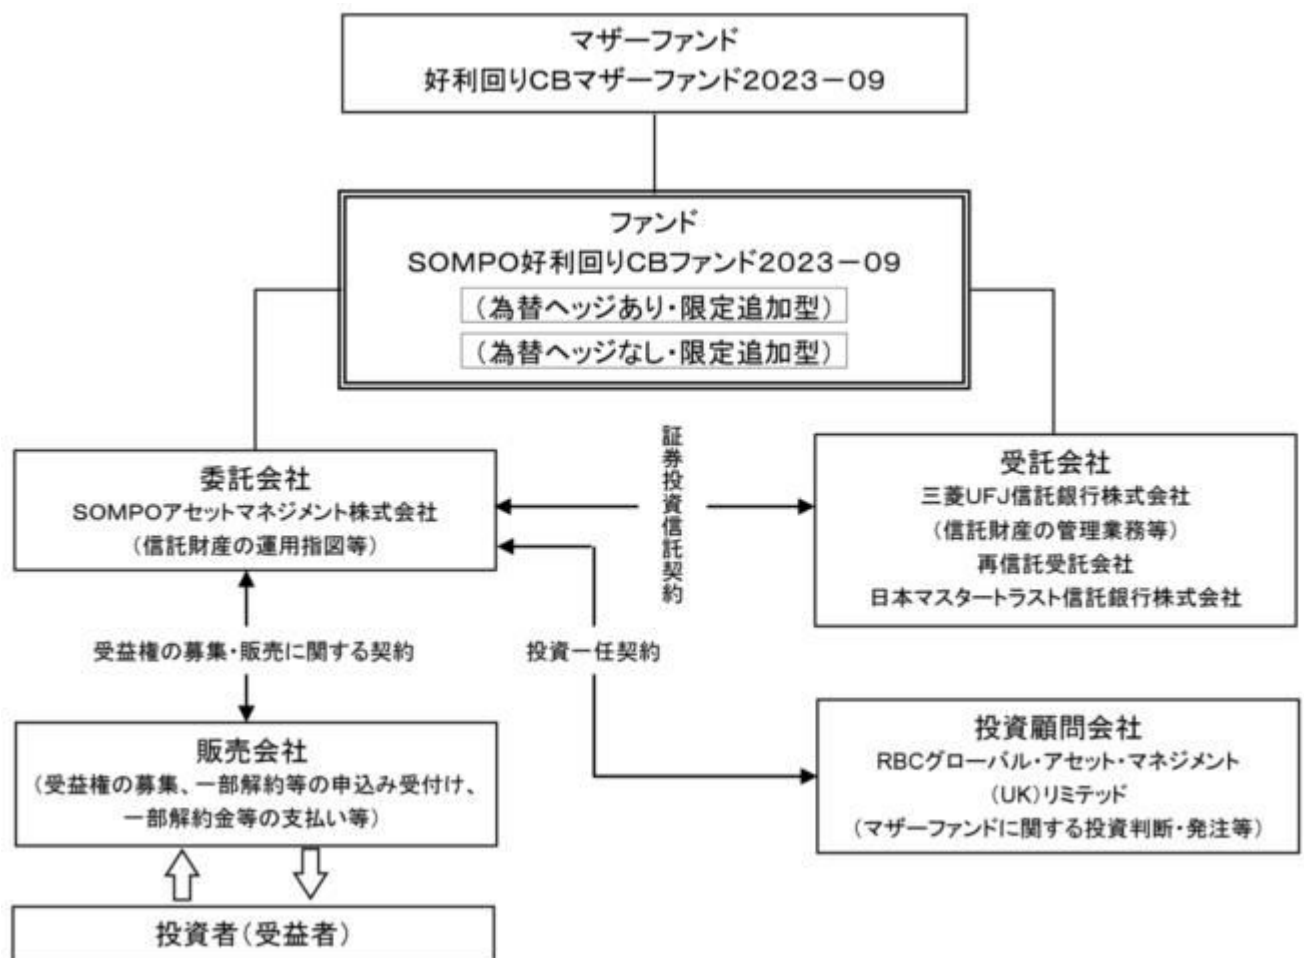 マザーファンド
好利回りCBマザーファンド2023－09
ファンド
SOMPO好利回りCBファンド2023－09
（為替ヘッジあり・限定追加型）
（為替ヘッジなし・限定追加型）
委託会社
SOMPOアセットマネジメント株式会社
（信託財産の運用指図等）
証券投資信託契約
受託会社
三菱UFJ信託銀行株式会社
（信託財産の管理業務等）
再信託受託会社
日本マスタートラスト信託銀行株式会社
受益権の募集・販売に関する契約
投資一任契約
販売会社
（受益権の募集、一部解約等の申込み受付け、
一部解約金等の支払い等）
投資顧問会社
RBCグローバル・アセット・マネジメント
（UK）リミテッド
（マザーファンドに関する投資判断・発注等）
投資者（受益者）